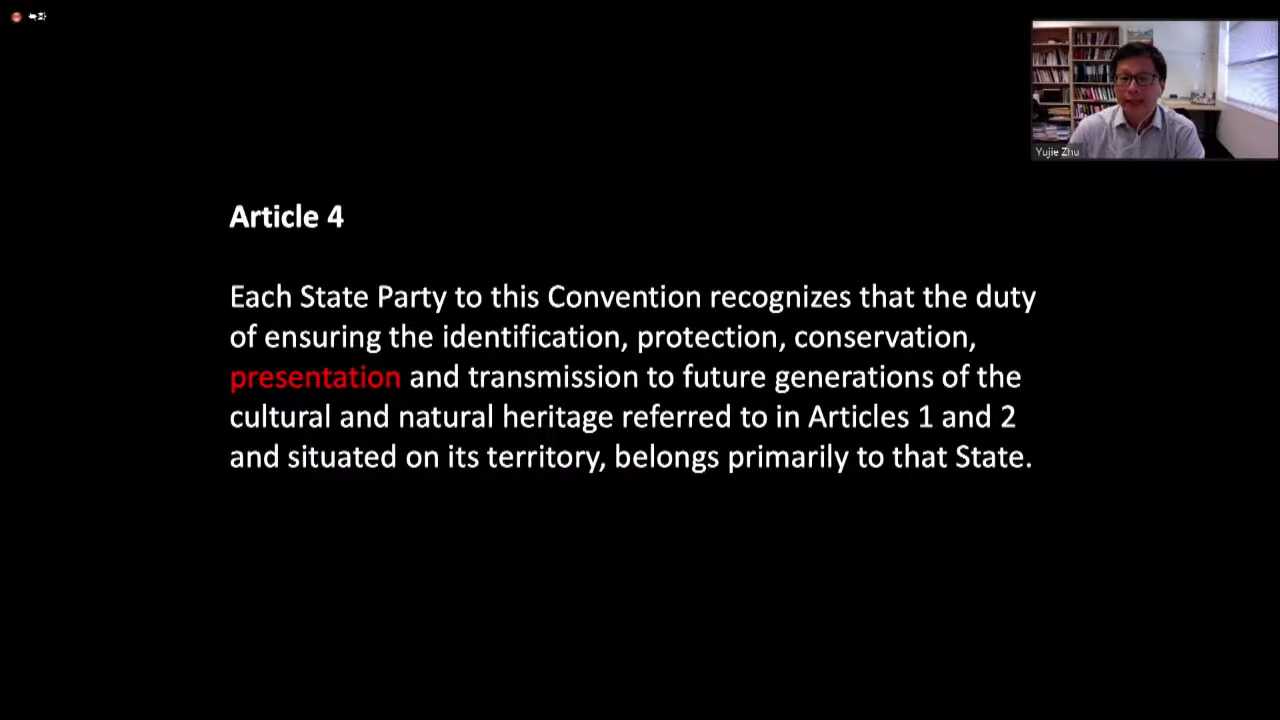 Yujie Zhu
Article 4
Each State Party to this Convention recognizes that the duty
of ensuring the identification, protection, conservation,
presentation and transmission to future generations of the
cultural and natural heritage referred to in Articles 1 and 2
and situated on its territory, belongs primarily to that State.